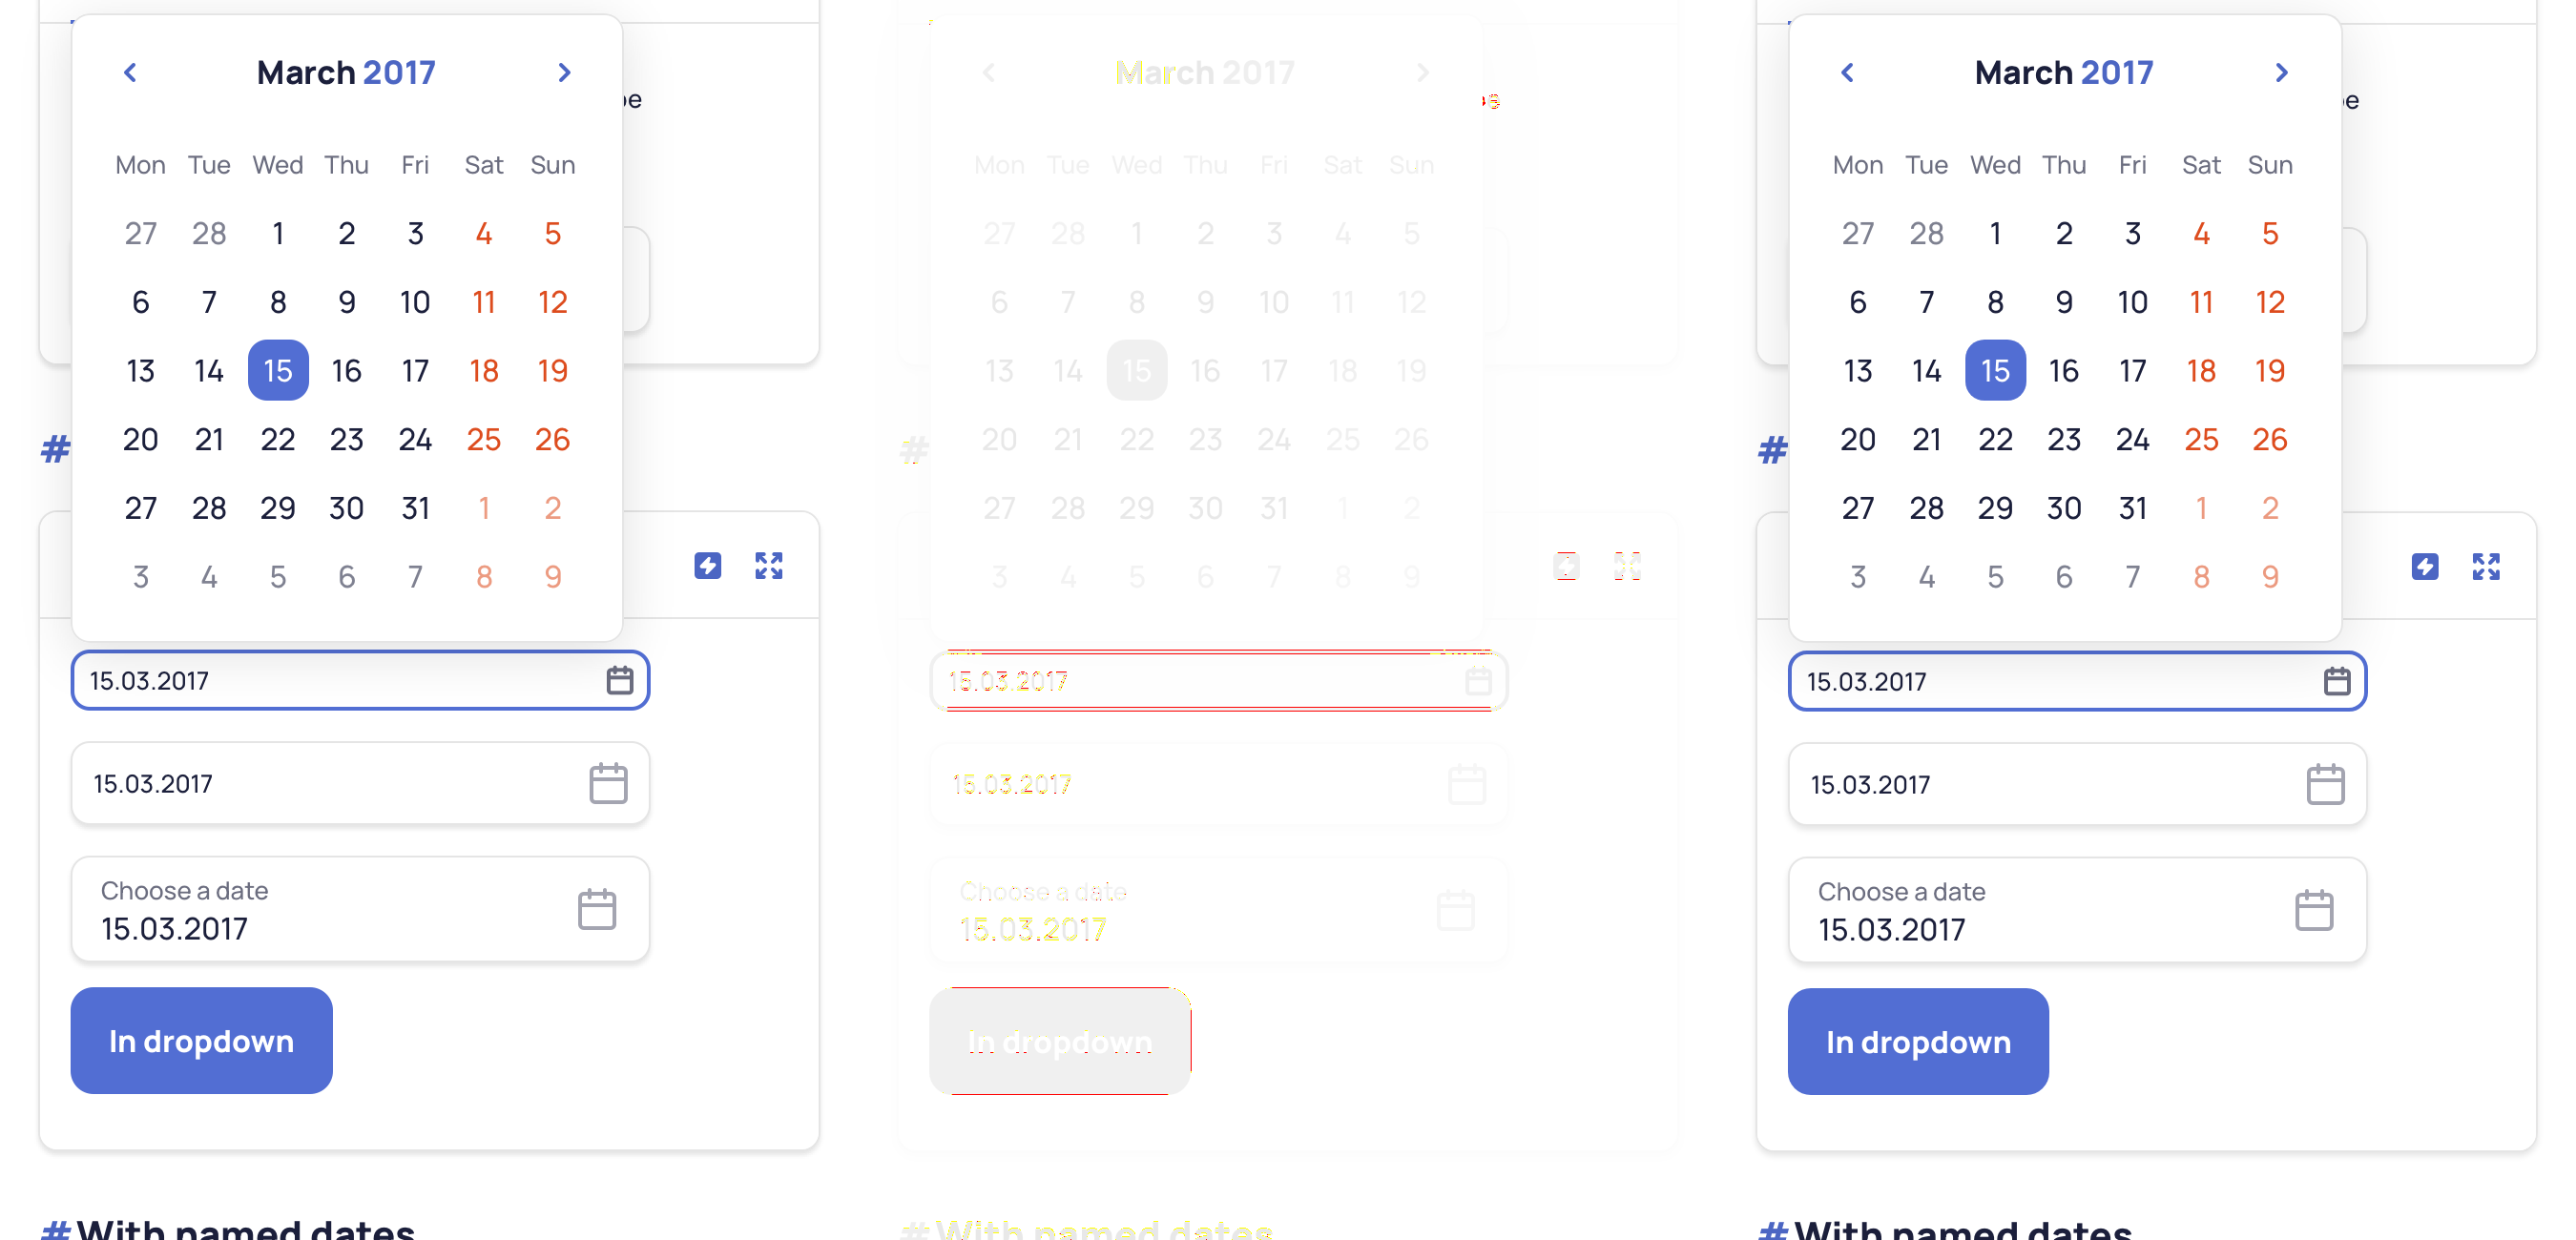 March 2017
Mon Tue Wed Thu Fri Sat Sun
27 28 1 2 3 4 5
6 7 8 9 10 11 12
13 14 15 16 17 18 19
20 21 22 23 24 25 26
27 28 29 30 31 1 2
3 4 5 6 7 8 9
#
15.03.2017
15.03.2017
Choose a date
15.03.2017
In dropdown
# With named dates
March 2017
Mon Tue Wed Thu Fri Sat Sun
27 28 1 2 3 4 5
6 7 8 9 10 11 12
13 14 15 16 17 18 19
20 21 22 23 24 25 26
27 28 29 30 31 1 2
3 4 5 6 7 8 9
#
15.03.2017
15.03.2017
Choose a date
15.03.2017
In dropdown
# With named dates
March 2017
Mon Tue Wed Thu Fri Sat Sun
27 28 1 2 3 4 5
6 7 8 9 10 11 12
13 14 15 16 17 18 19
20 21 22 23 24 25 26
27 28 29 30 31 1 2
3 4 5 6 7 8 9
#
15.03.2017
15.03.2017
Choose a date
15.03.2017
In dropdown
# With named dates